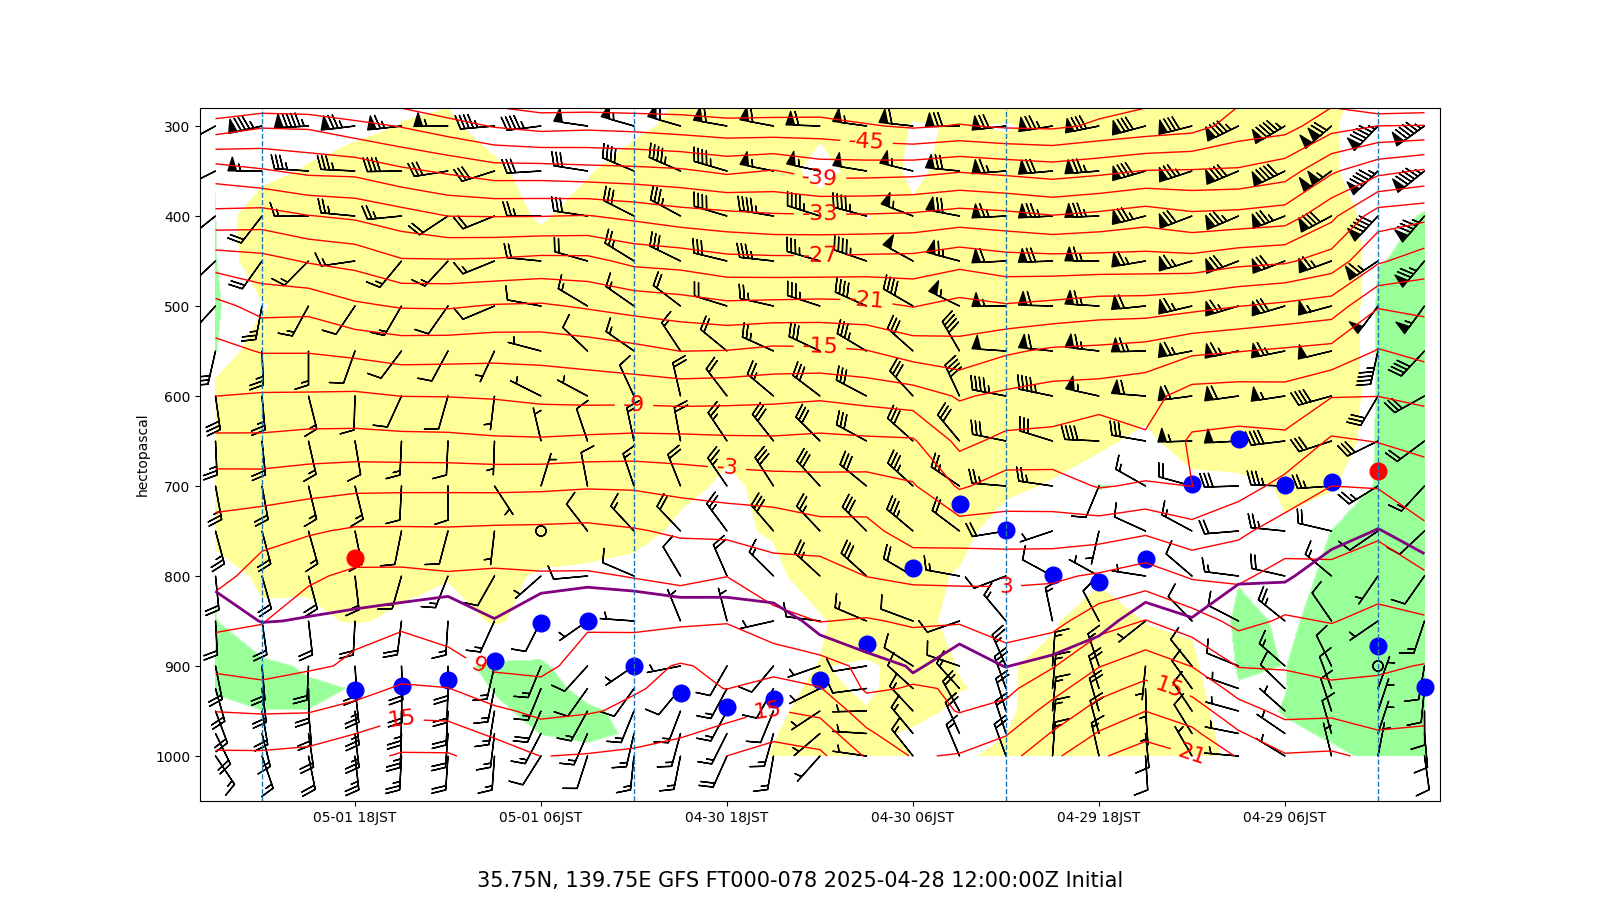 300
400
500
600
700
800
900
1000
hectopascal
-45
-39
-33
-27
-21
-15
-9
-3
3
9
15
15
15
21
05-01 18JST
05-01 06JST
04-30 18JST
04-30 06JST
04-29 18JST
04-29 06JST
35.75N, 139.75E GFS FT000-078 2025-04-28 12:00:00Z Initial